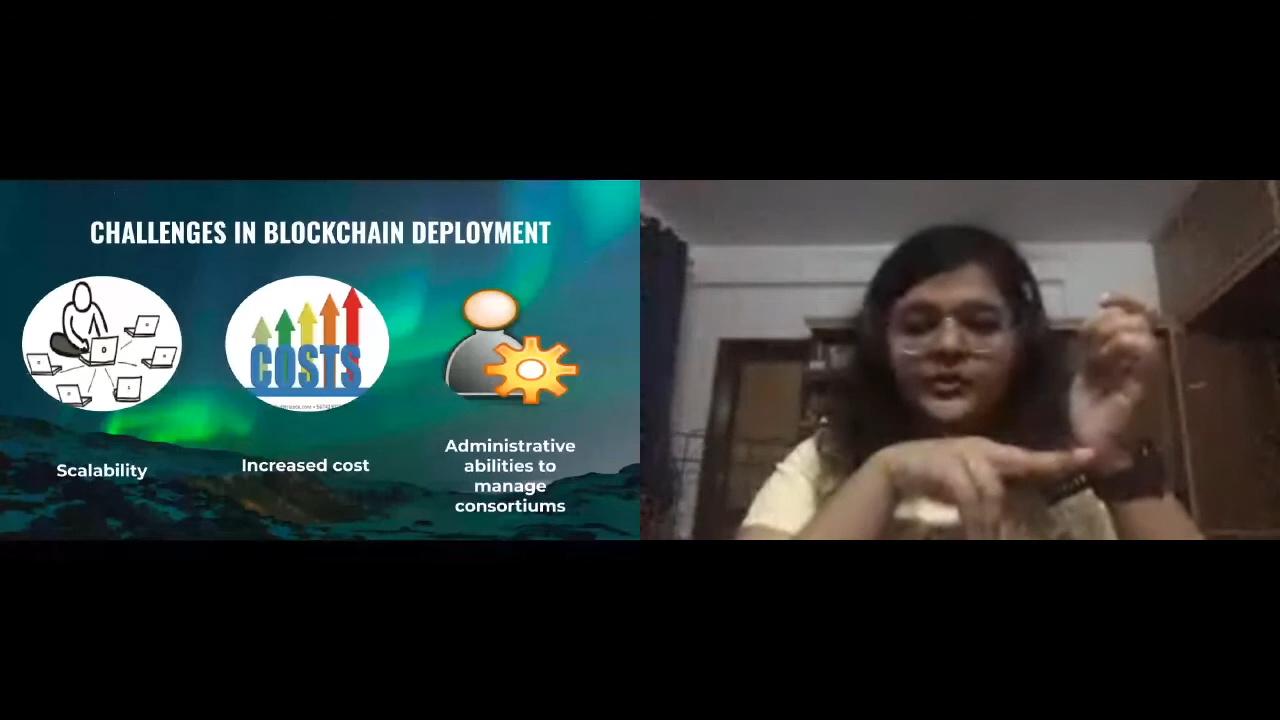 CHALLENGES IN BLOCKCHAIN DEPLOYMENT
COSTS
Scalability
Increased cost
Administrative
abilities to
manage
consortiums